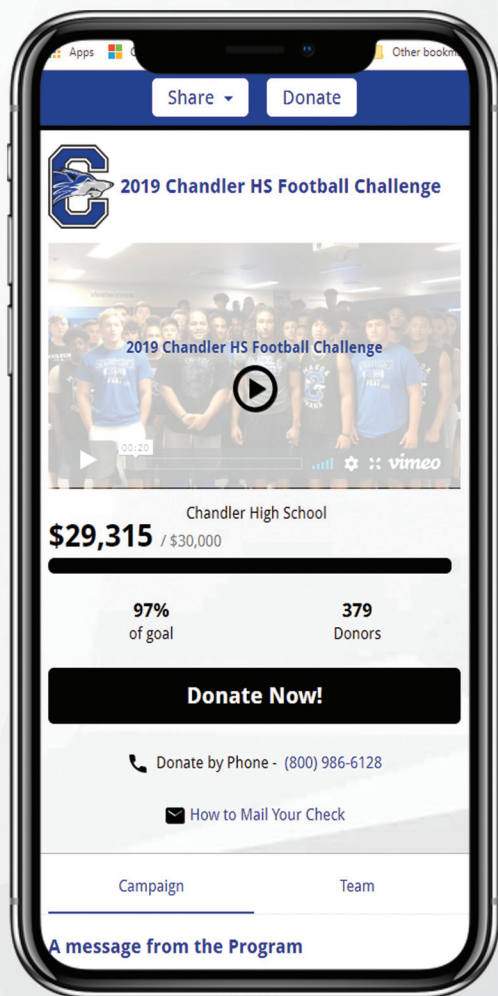 Apps
Other bookm
Share
Donate
2019 Chandler HS Football Challenge
2019 Chandler HS Football Challenge
00:20
vimeo
Chandler High School
$29,315 / $30,000
97%
379
of goal
Donors
Donate Now!
Donate by Phone - (800) 986-6128
How to Mail Your Check
Campaign
Team
A message from the Program